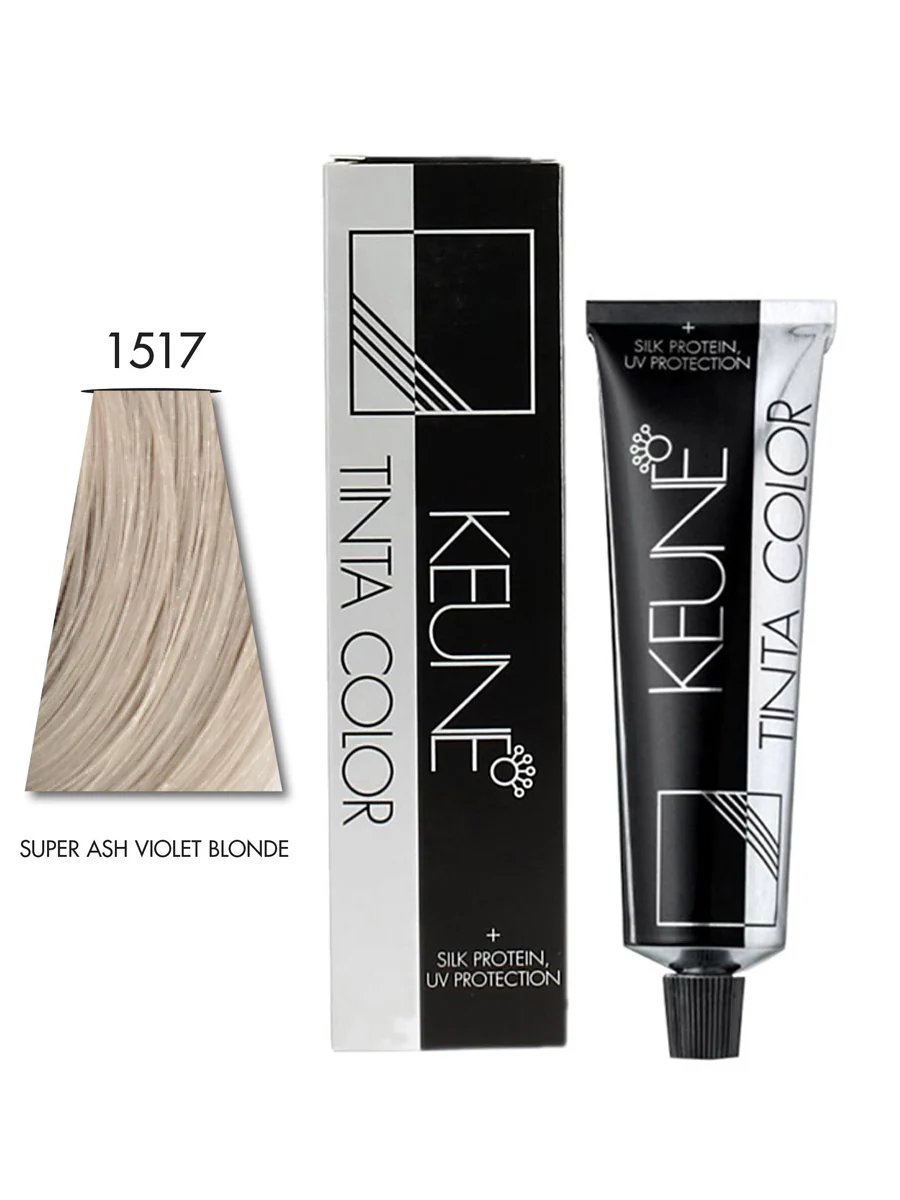 1517
SUPER ASH VIOLET BLONDE
TINTA COLOR
KEUNE
+
SILK PROTEIN,
UV PROTECTION
+
SILK PROTEIN,
UV PROTECTION
KEUNE
TINTA COLOR